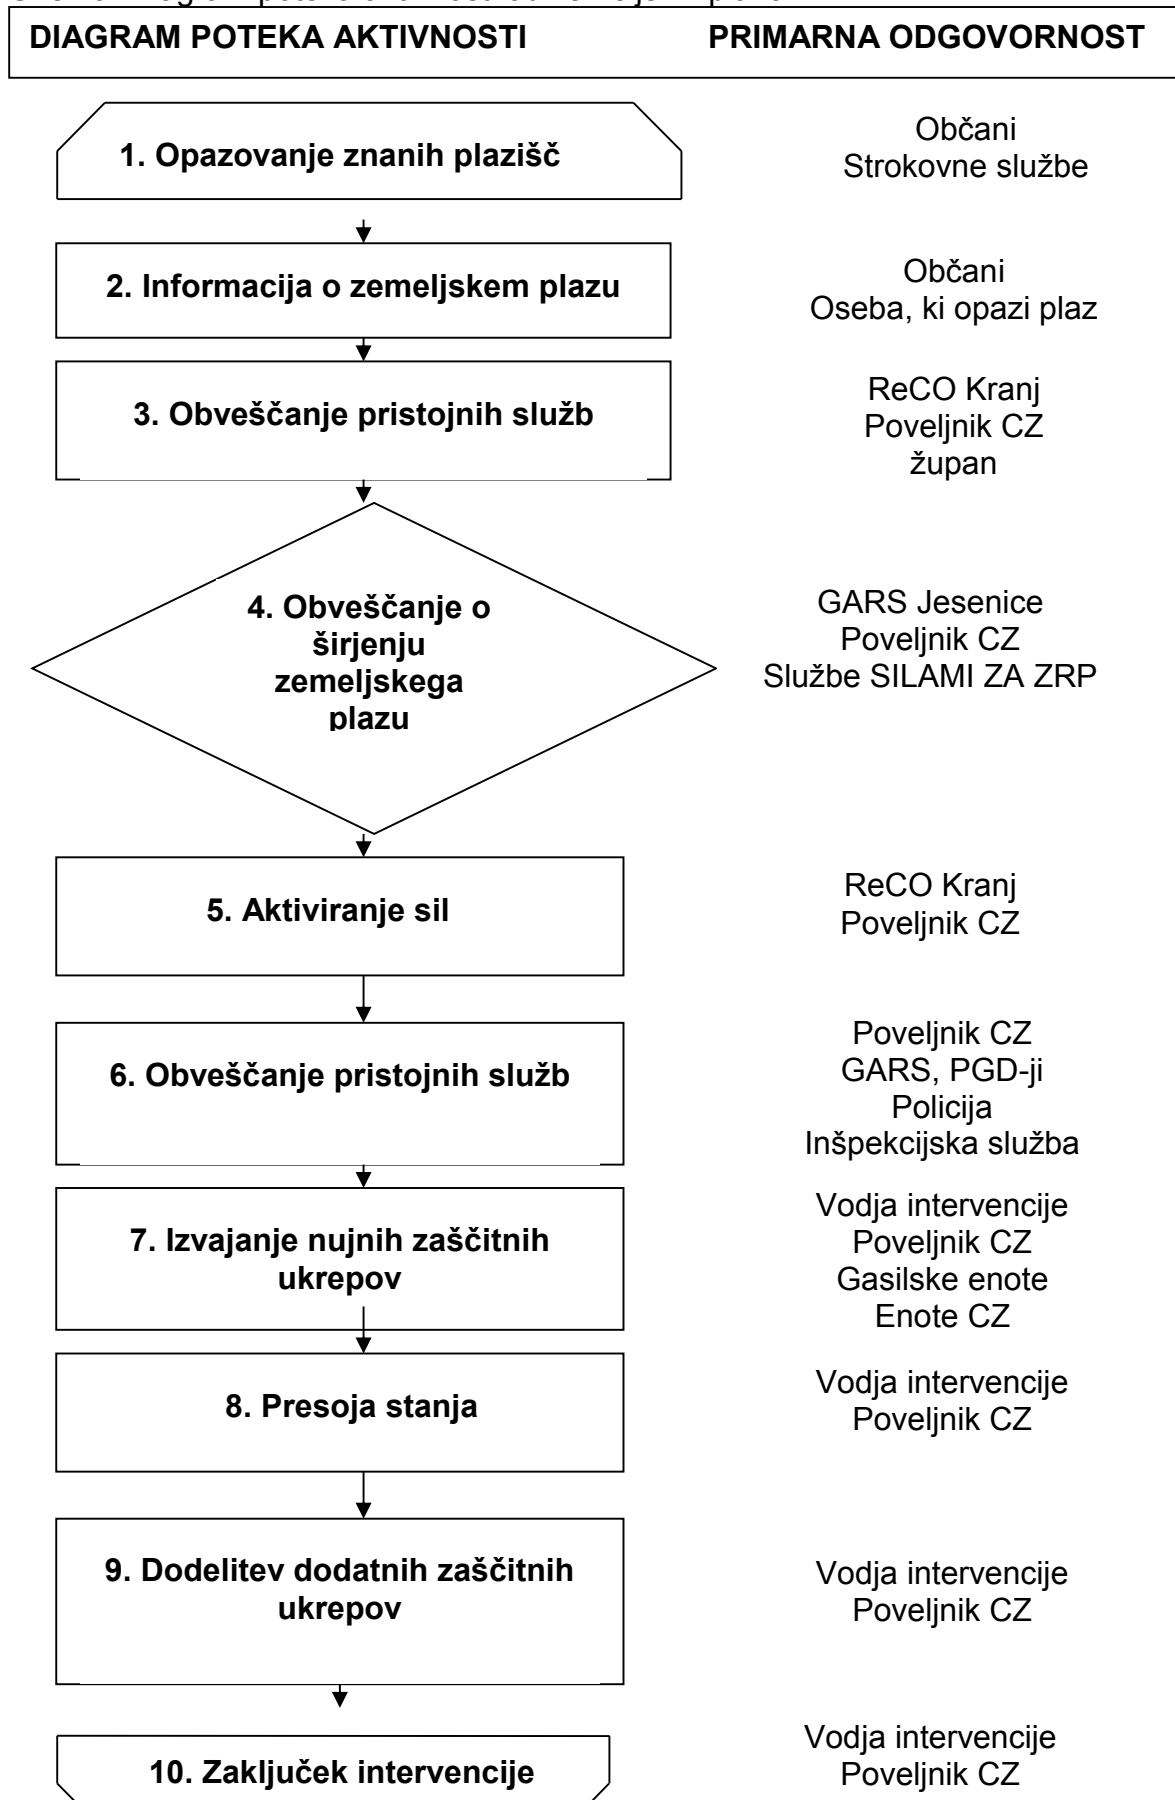 DIAGRAM POTEKA AKTIVNOSTI PRIMARNA ODGOVORNOST
1. Opazovanje znanih plazišč
Občani
Strokovne službe
2. Informacija o zemeljskem plazu
Občani
Oseba, ki opazi plaz
3. Obveščanje pristojnih služb
ReCO Kranj
Poveljnik CZ
župan
4. Obveščanje o
širjenju
zemeljskega
plazu
GARS Jesenice
Poveljnik CZ
Službe SILAMI ZA ZRP
5. Aktiviranje sil
ReCO Kranj
Poveljnik CZ
6. Obveščanje pristojnih služb
Poveljnik CZ
GARS, PGD-ji
Policija
Inšpekcijska služba
7. Izvajanje nujnih zaščitnih
ukrepov
Vodja intervencije
Poveljnik CZ
Gasilske enote
Enote CZ
8. Presoja stanja
Vodja intervencije
Poveljnik CZ
9. Dodelitev dodatnih zaščitnih
ukrepov
Vodja intervencije
Poveljnik CZ
10. Zaključek intervencije
Vodja intervencije
Poveljnik CZ